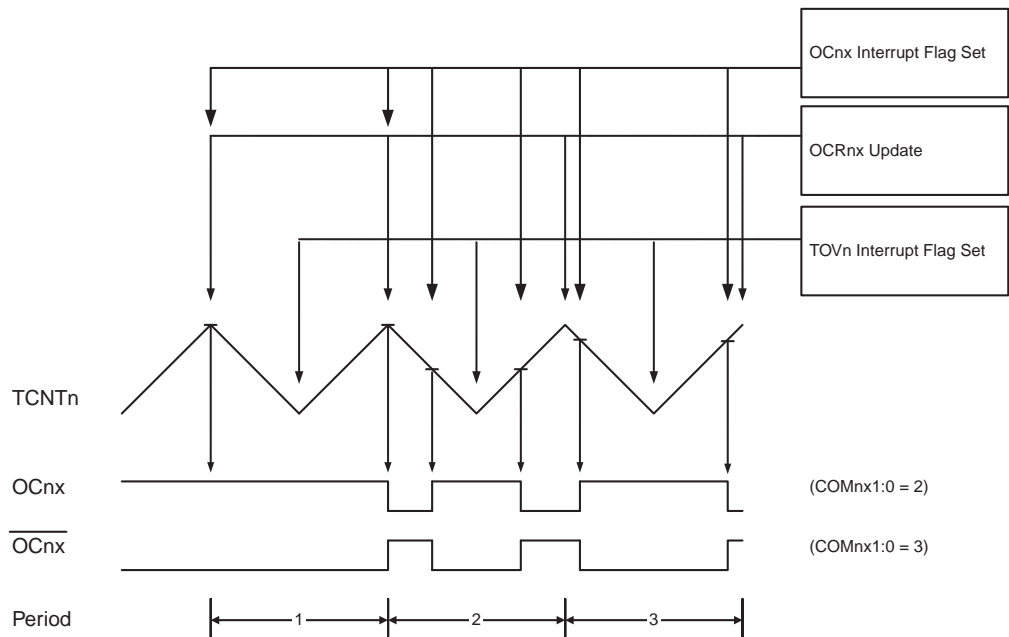 OCnx Interrupt Flag Set
OCRnx Update
TOVn Interrupt Flag Set
TCNTn
OCnx
(COMnx1:0 = 2)
OCnx
(COMnx1:0 = 3)
Period
1
2
3